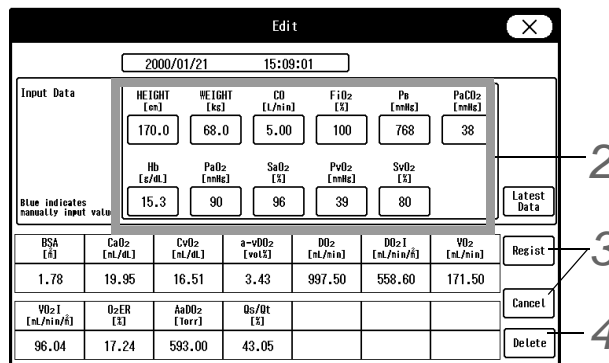 Edit
2000/01/21 15:09:01
Input Data
HEIGHT WEIGHT CO FiO2 PB PaCO2
[cm] [kg] [L/min] [%] [mmHg] [mmHg]
170.0 68.0 5.00 100 768 38
2
Hb PaO2 SaO2 PvO2 SvO2
[g/dL] [mmHg] [%] [mmHg] [%]
15.3 90 96 39 80
Blue indicates
manually input valu
Latest
Data
BSA CaO2 CvO2 a-vDO2 DO2 DO2I VO2
[㎡] [mL/dL] [mL/dL] [vol%] [mL/min] [mL/min/㎡] [mL/min]
Regist
3
1.78 19.95 16.51 3.43 997.50 558.60 171.50
VO2I O2ER AaDO2 Qs/Qt
[mL/min/㎡] [%] [Torr] [%]
Cancel
96.04 17.24 593.00 43.05
Delete
4